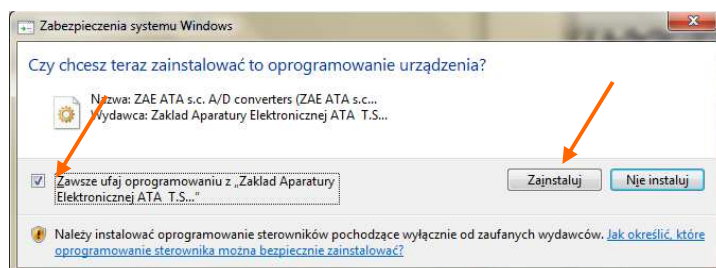 Zabezpieczenia systemu Windows
Czy chcesz teraz zainstalować to oprogramowanie urządzenia?
Nazwa: ZAE ATA s.c. A/D converters (ZAE ATA s.c...
Wydawca: Zaklad Aparatury Elektronicznej ATA T.S...
Zawsze ufaj oprogramowaniu z „Zaklad Aparatury
Elektronicznej ATA T.S...”
Zainstaluj
Nie instaluj
Należy instalować oprogramowanie sterowników pochodzące wyłącznie od zaufanych wydawców. Jak określić, które
oprogramowanie sterownika można bezpiecznie zainstalować?